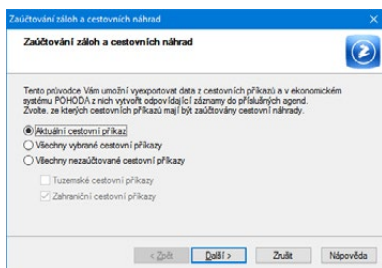 Zaúčtování záloh a cestovních náhrad
Zaúčtování záloh a cestovních náhrad
2
Tento průvodce Vám umožní vyexportovat data z cestovních příkazů a v ekonomickém
systému POHODA z nich vytvoří odpovídající záznamy do příslušných agend.
Zvolte, ze kterých cestovních příkazů mají být zaúčtovány cestovní náhrady.
Aktuální cestovní příkaz
Všechny vybrané cestovní příkazy
Všechny nezaúčtované cestovní příkazy
Tuzemské cestovní příkazy
Zahraniční cestovní příkazy
< Zpět
Další >
Zrušit
Nápověda